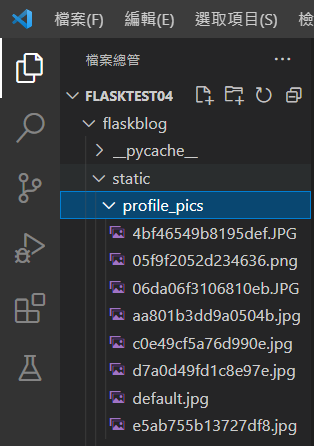 檔案(F) 編輯(E) 選取項目(S) 檢視
檔案總管
FLASKTEST04
flaskblog
__pycache__
static
profile_pics
4bf46549b8195def.JPG
05f9f2052d234636.png
06da06f3106810eb.JPG
aa801b3dd9a0504b.jpg
c0e49cf5a76d990e.jpg
d7a0d49fd1c8e97e.jpg
default.jpg
e5ab755b13727df8.jpg